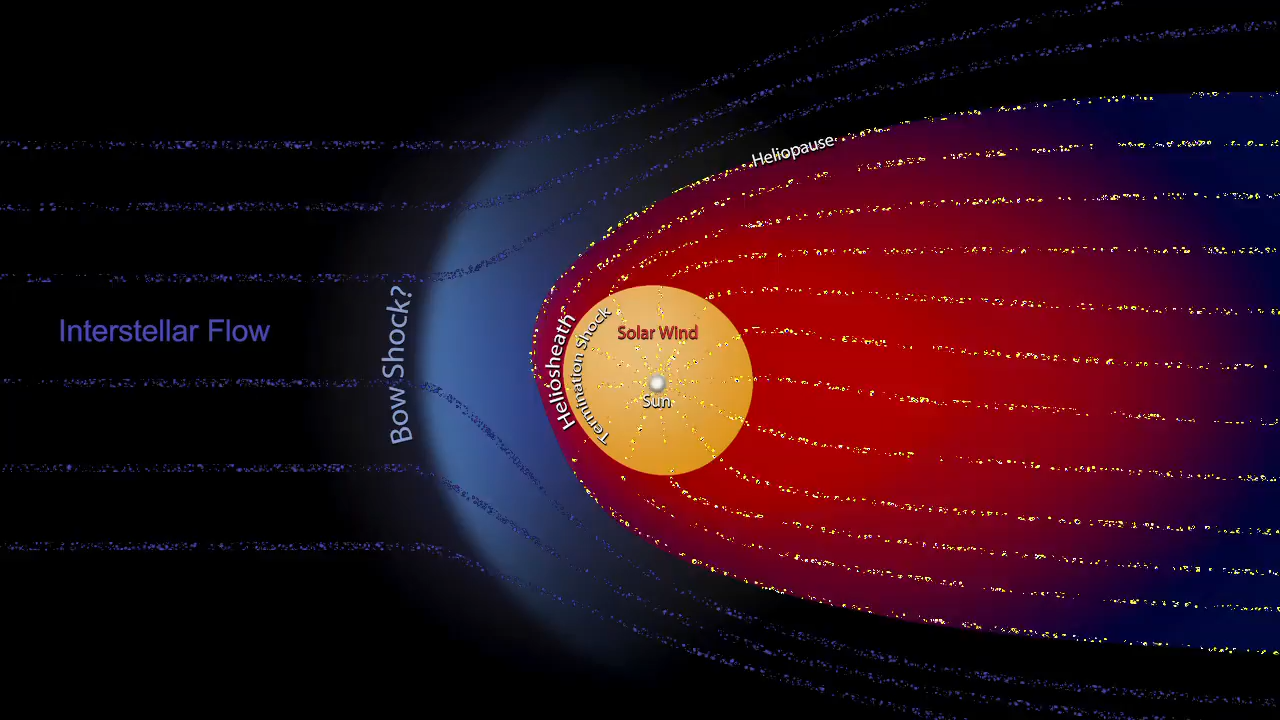 Interstellar Flow
Bow Shock?
Heliosheath
Termination Shock
Solar Wind
Sun
Heliopause